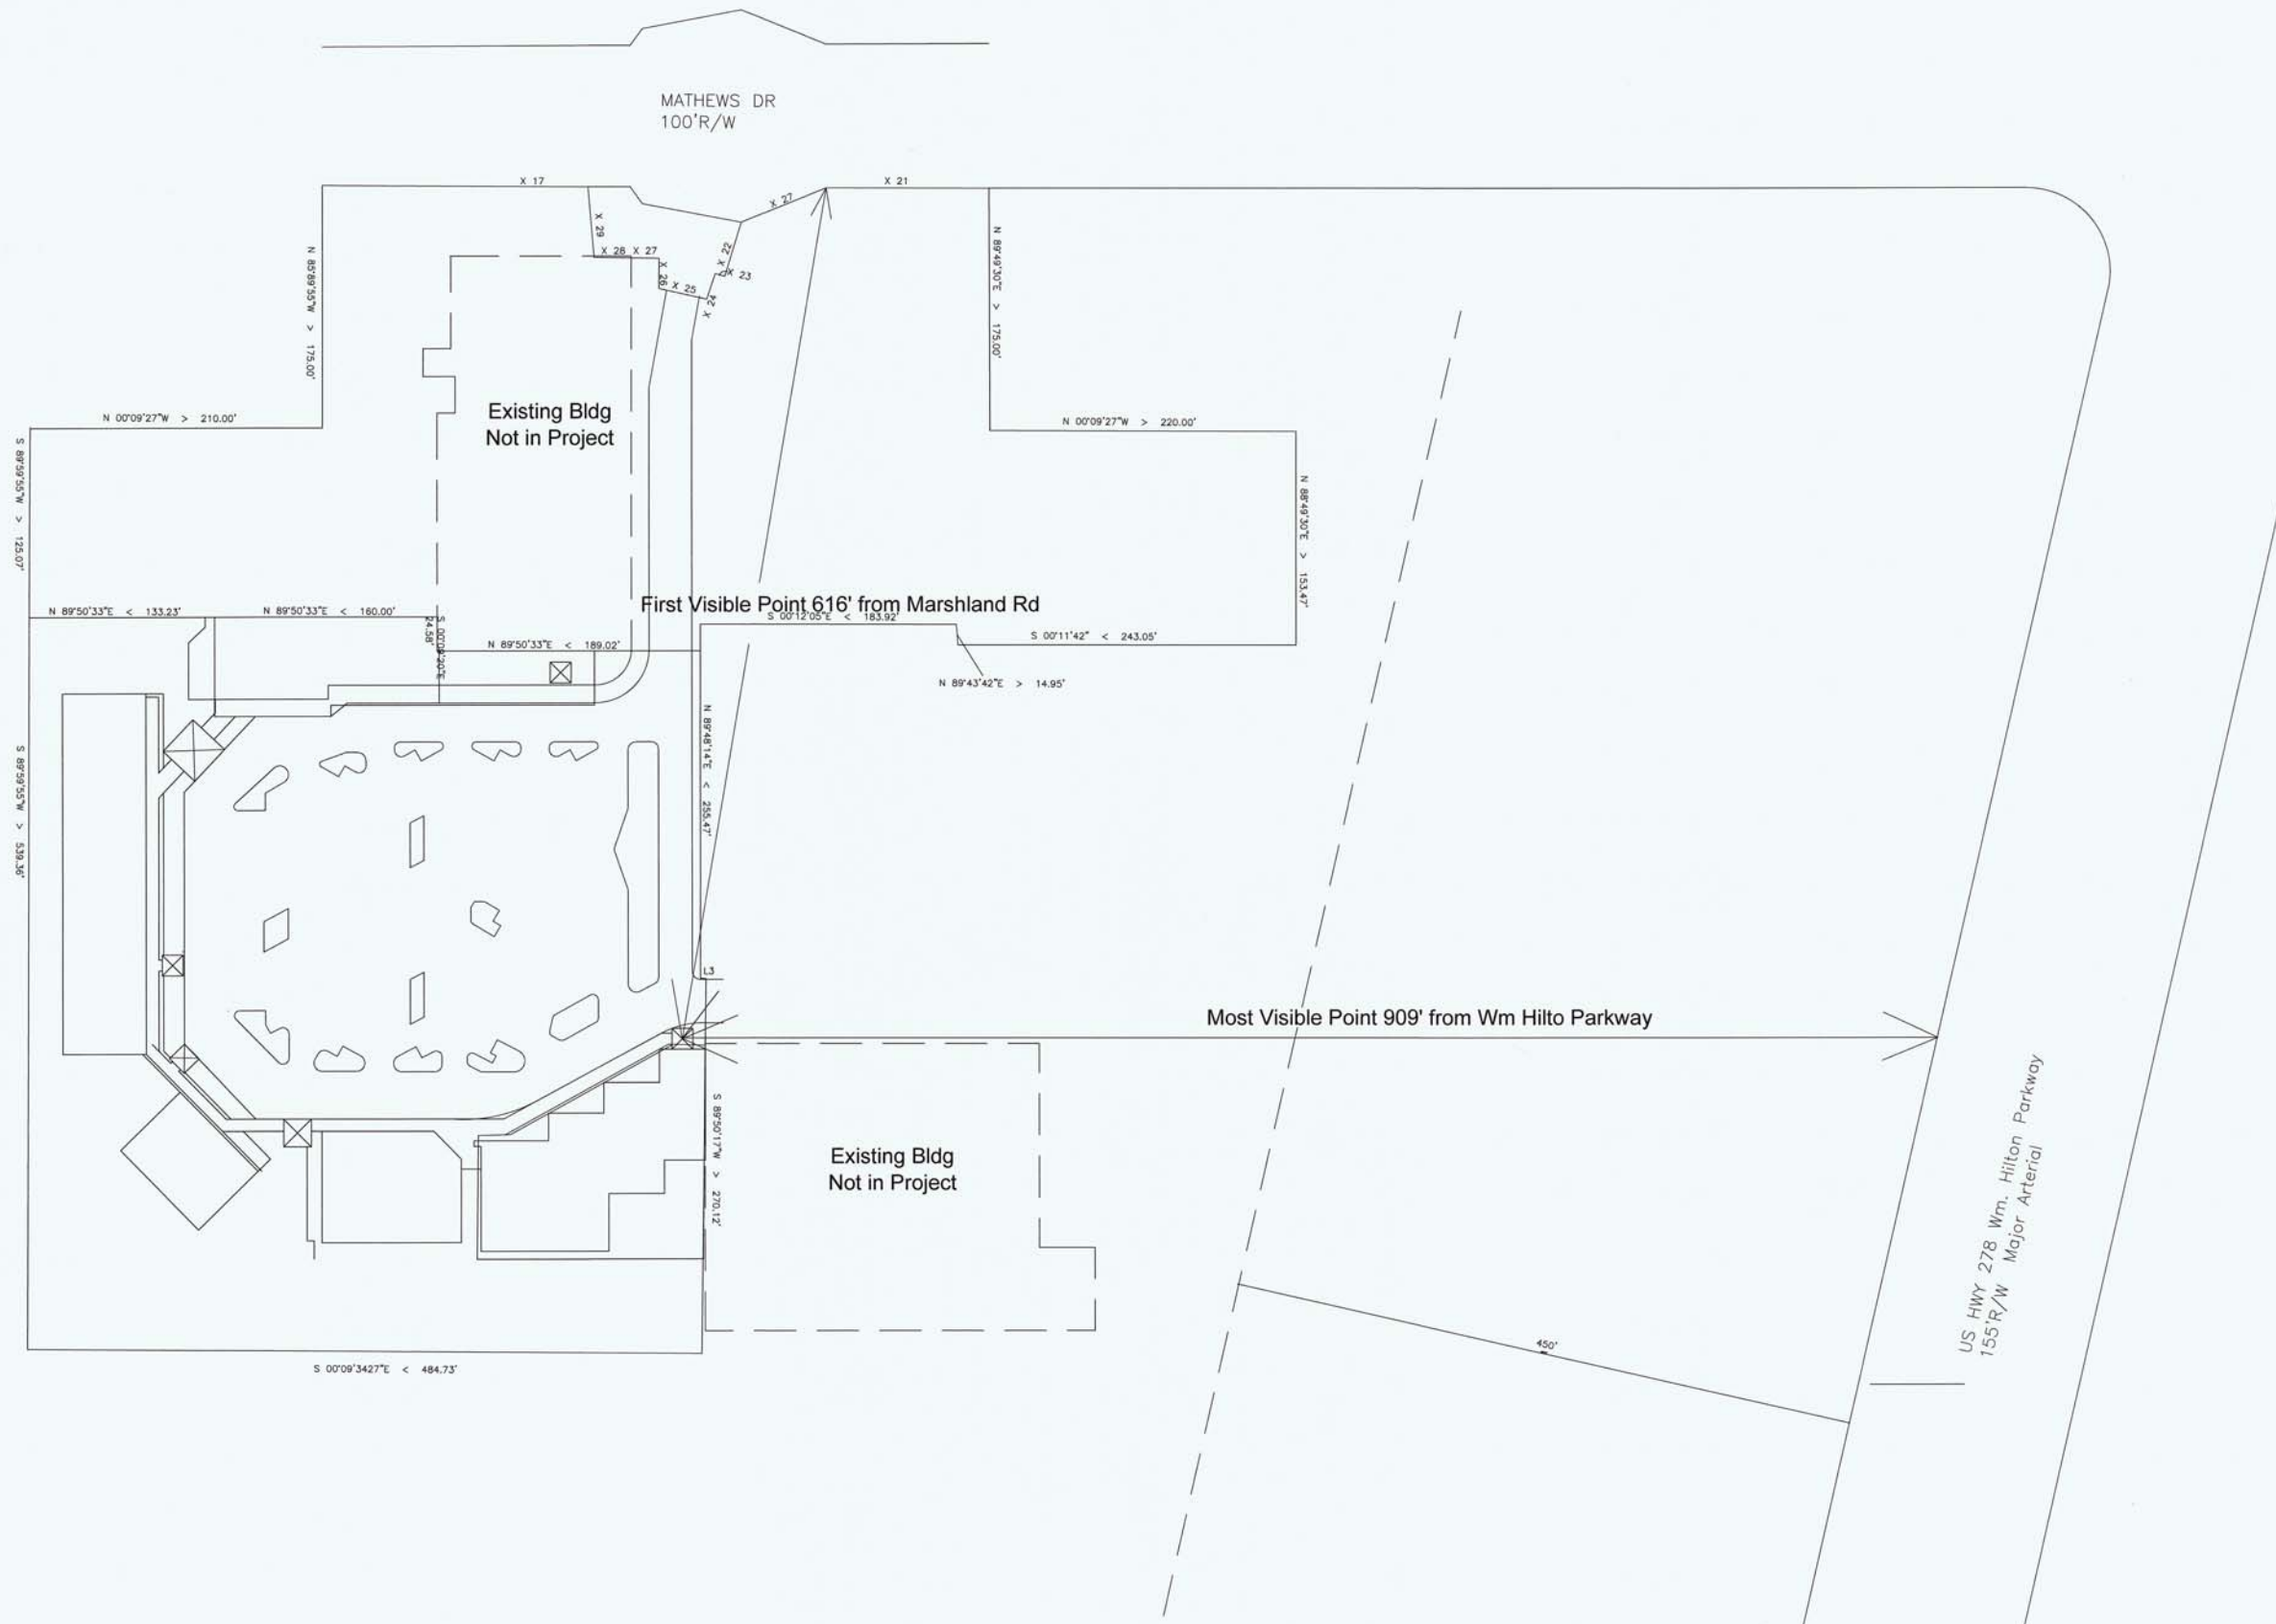 MATHEWS DR
100'R/W
X 17
X 21
X 27
X 29
X 28
X 27
X 22
X 23
X 26
X 25
X 24
N 85°89'55"W > 175.00'
N 89°49'30"E > 175.00'
Existing Bldg
Not in Project
N 00°09'27"W > 210.00'
N 00°09'27"W > 220.00'
S 89°59'55"W > 125.07'
N 88°49'30"E > 153.47'
First Visible Point 616' from Marshland Rd
N 89°50'33"E < 133.23'
N 89°50'33"E < 160.00'
S 00°12'05"E < 183.92'
24.58'
N 89°50'33"E < 189.02'
S 00°11'42" < 243.05'
N 89°43'42"E > 14.95'
N 89°48'14"E < 255.47'
S 89°59'55"W > 539.36'
L3
Most Visible Point 909' from Wm Hilto Parkway
S 89°50'17"W > 270.12'
Existing Bldg
Not in Project
US HWY 278 Wm. Hilton Parkway
155'R/W Major Arterial
450'
S 00°09'3427"E < 484.73'